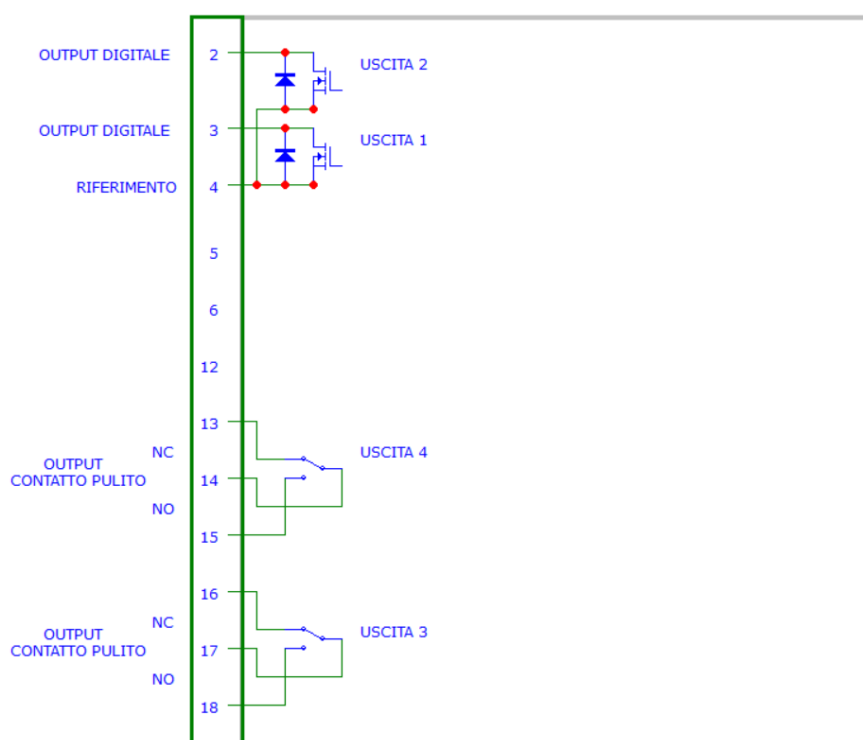 OUTPUT DIGITALE 2 USCITA 2
OUTPUT DIGITALE 3 USCITA 1
RIFERIMENTO 4
5
6
12
13
NC USCITA 4
OUTPUT
CONTATTO PULITO 14
NO
15
16
NC USCITA 3
OUTPUT
CONTATTO PULITO 17
NO
18